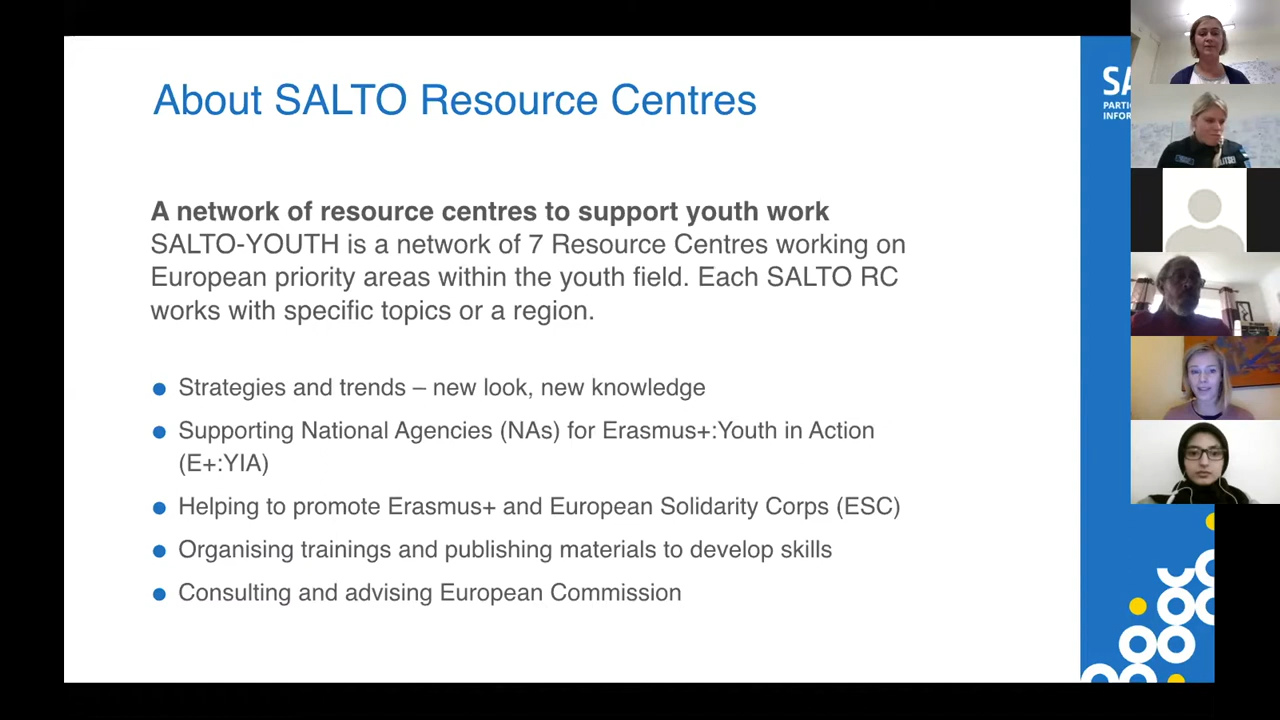 About SALTO Resource Centres
A network of resource centres to support youth work
SALTO-YOUTH is a network of 7 Resource Centres working on
European priority areas within the youth field. Each SALTO RC
works with specific topics or a region.
● Strategies and trends – new look, new knowledge
● Supporting National Agencies (NAs) for Erasmus+:Youth in Action
(E+:YIA)
● Helping to promote Erasmus+ and European Solidarity Corps (ESC)
● Organising trainings and publishing materials to develop skills
● Consulting and advising European Commission
SA
PARTI
INFOR